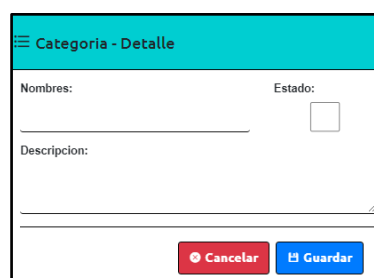 Categoria - Detalle
Nombres: Estado:
Descripcion:
Cancelar Guardar